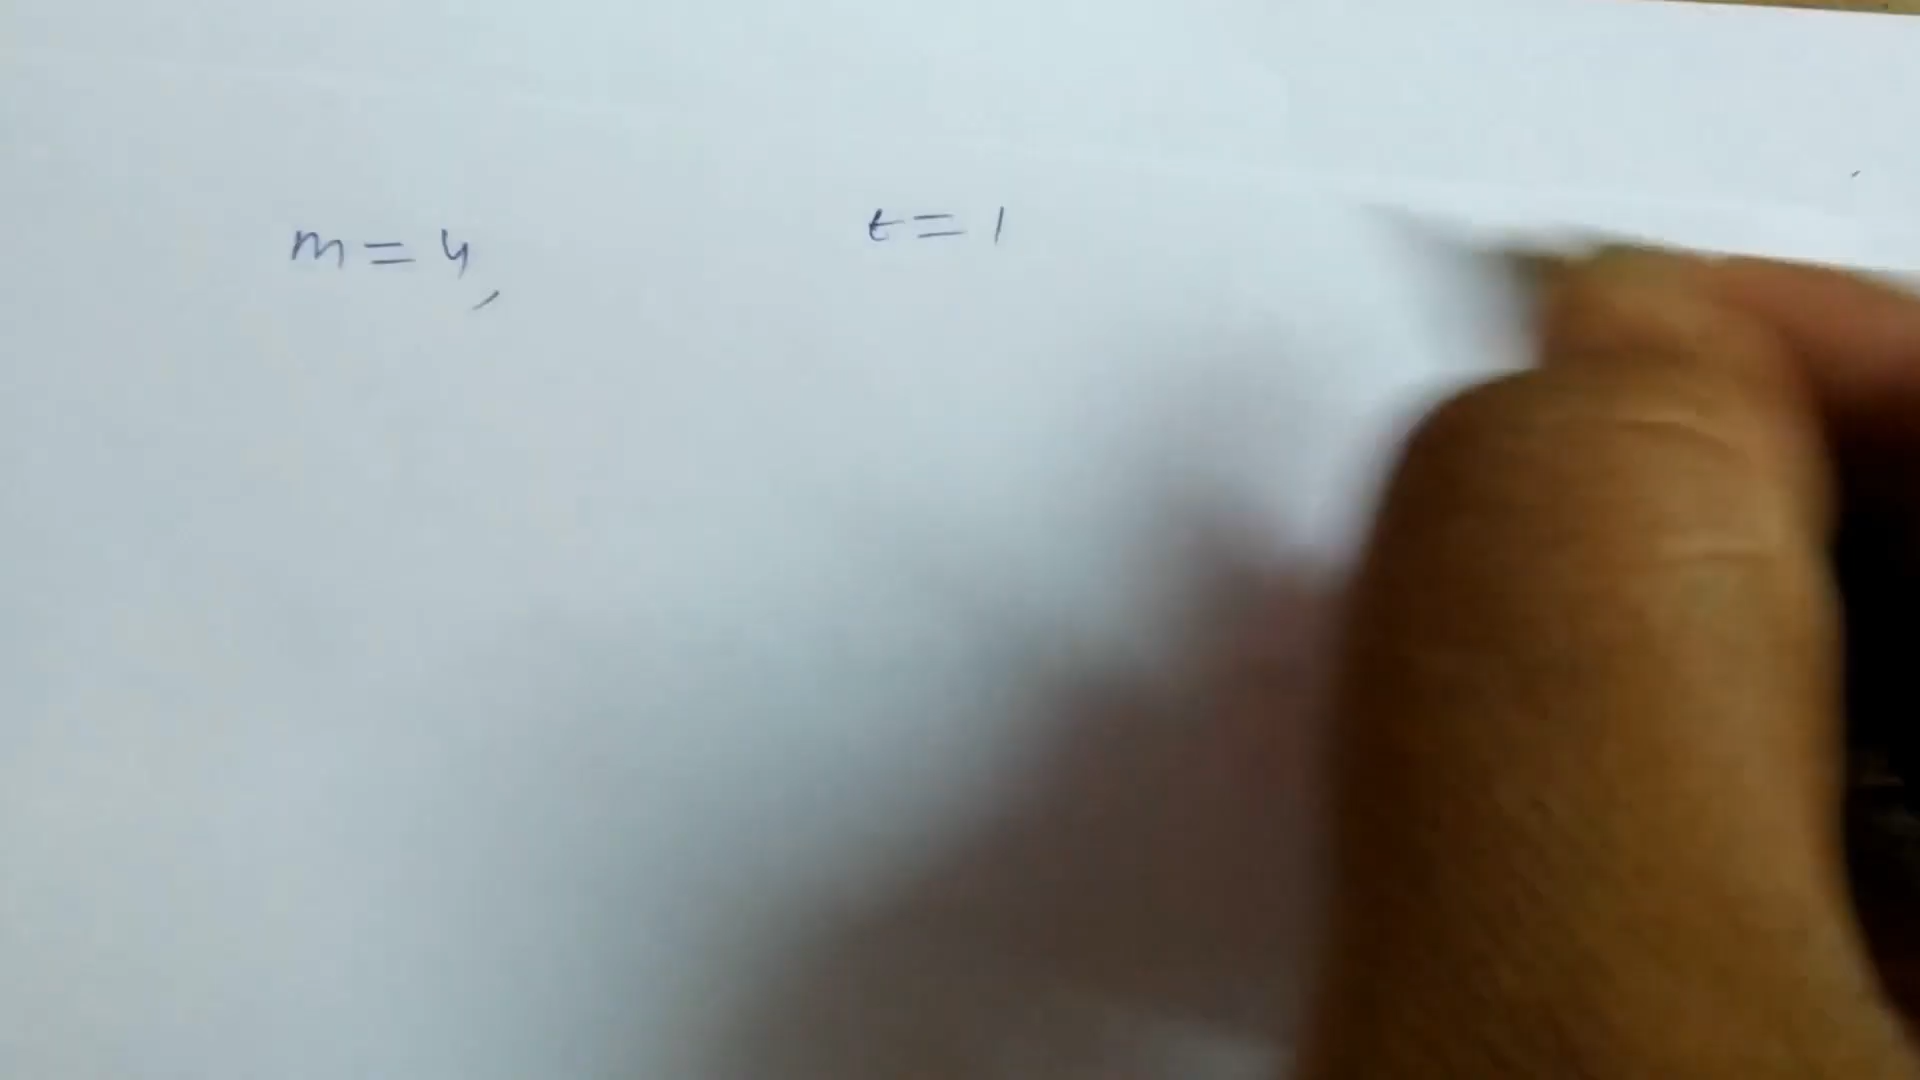 m = 4, t = 1